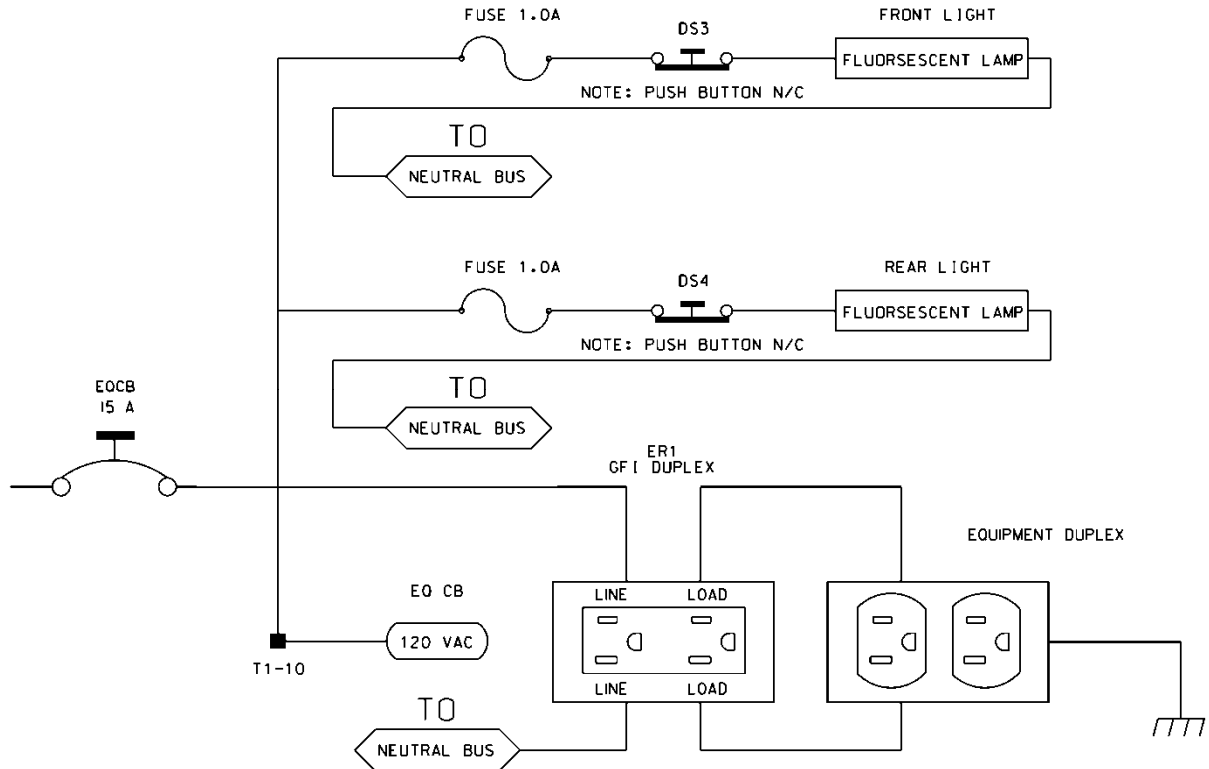 FUSE 1.0A
DS3
FRONT LIGHT
FLUORSESCENT LAMP
NOTE: PUSH BUTTON N/C
TO
NEUTRAL BUS
FUSE 1.0A
DS4
REAR LIGHT
FLUORSESCENT LAMP
NOTE: PUSH BUTTON N/C
TO
NEUTRAL BUS
EQCB
15 A
ER1
GFI DUPLEX
EQUIPMENT DUPLEX
EQ CB
120 VAC
T1-10
LINE LOAD
LINE LOAD
TO
NEUTRAL BUS